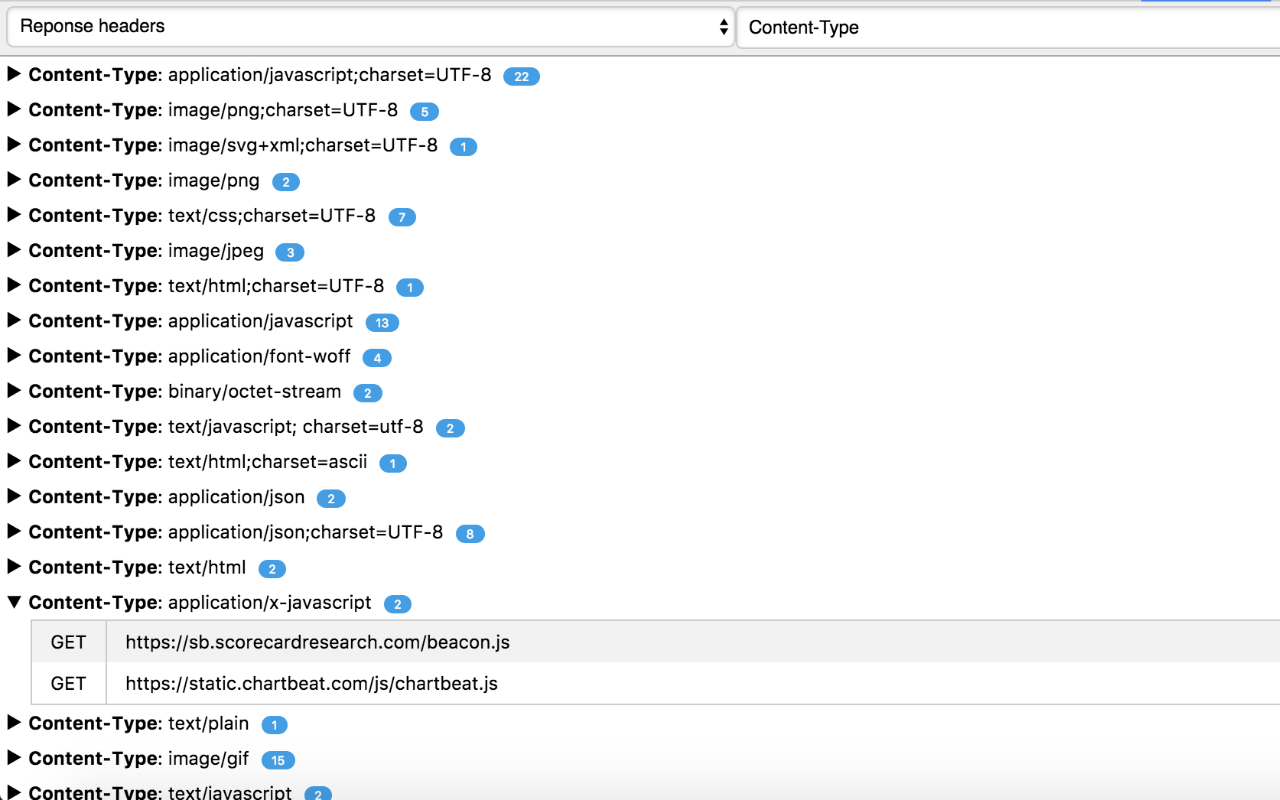 Reponse headers Content-Type
Content-Type: application/javascript;charset=UTF-8 22
Content-Type: image/png;charset=UTF-8 5
Content-Type: image/svg+xml;charset=UTF-8 1
Content-Type: image/png 2
Content-Type: text/css;charset=UTF-8 7
Content-Type: image/jpeg 3
Content-Type: text/html;charset=UTF-8 1
Content-Type: application/javascript 13
Content-Type: application/font-woff 4
Content-Type: binary/octet-stream 2
Content-Type: text/javascript; charset=utf-8 2
Content-Type: text/html;charset=ascii 1
Content-Type: application/json 2
Content-Type: application/json;charset=UTF-8 8
Content-Type: text/html 2
Content-Type: application/x-javascript 2
GET https://sb.scorecardresearch.com/beacon.js
GET https://static.chartbeat.com/js/chartbeat.js
Content-Type: text/plain 1
Content-Type: image/gif 15
Content-Type: text/javascript 2